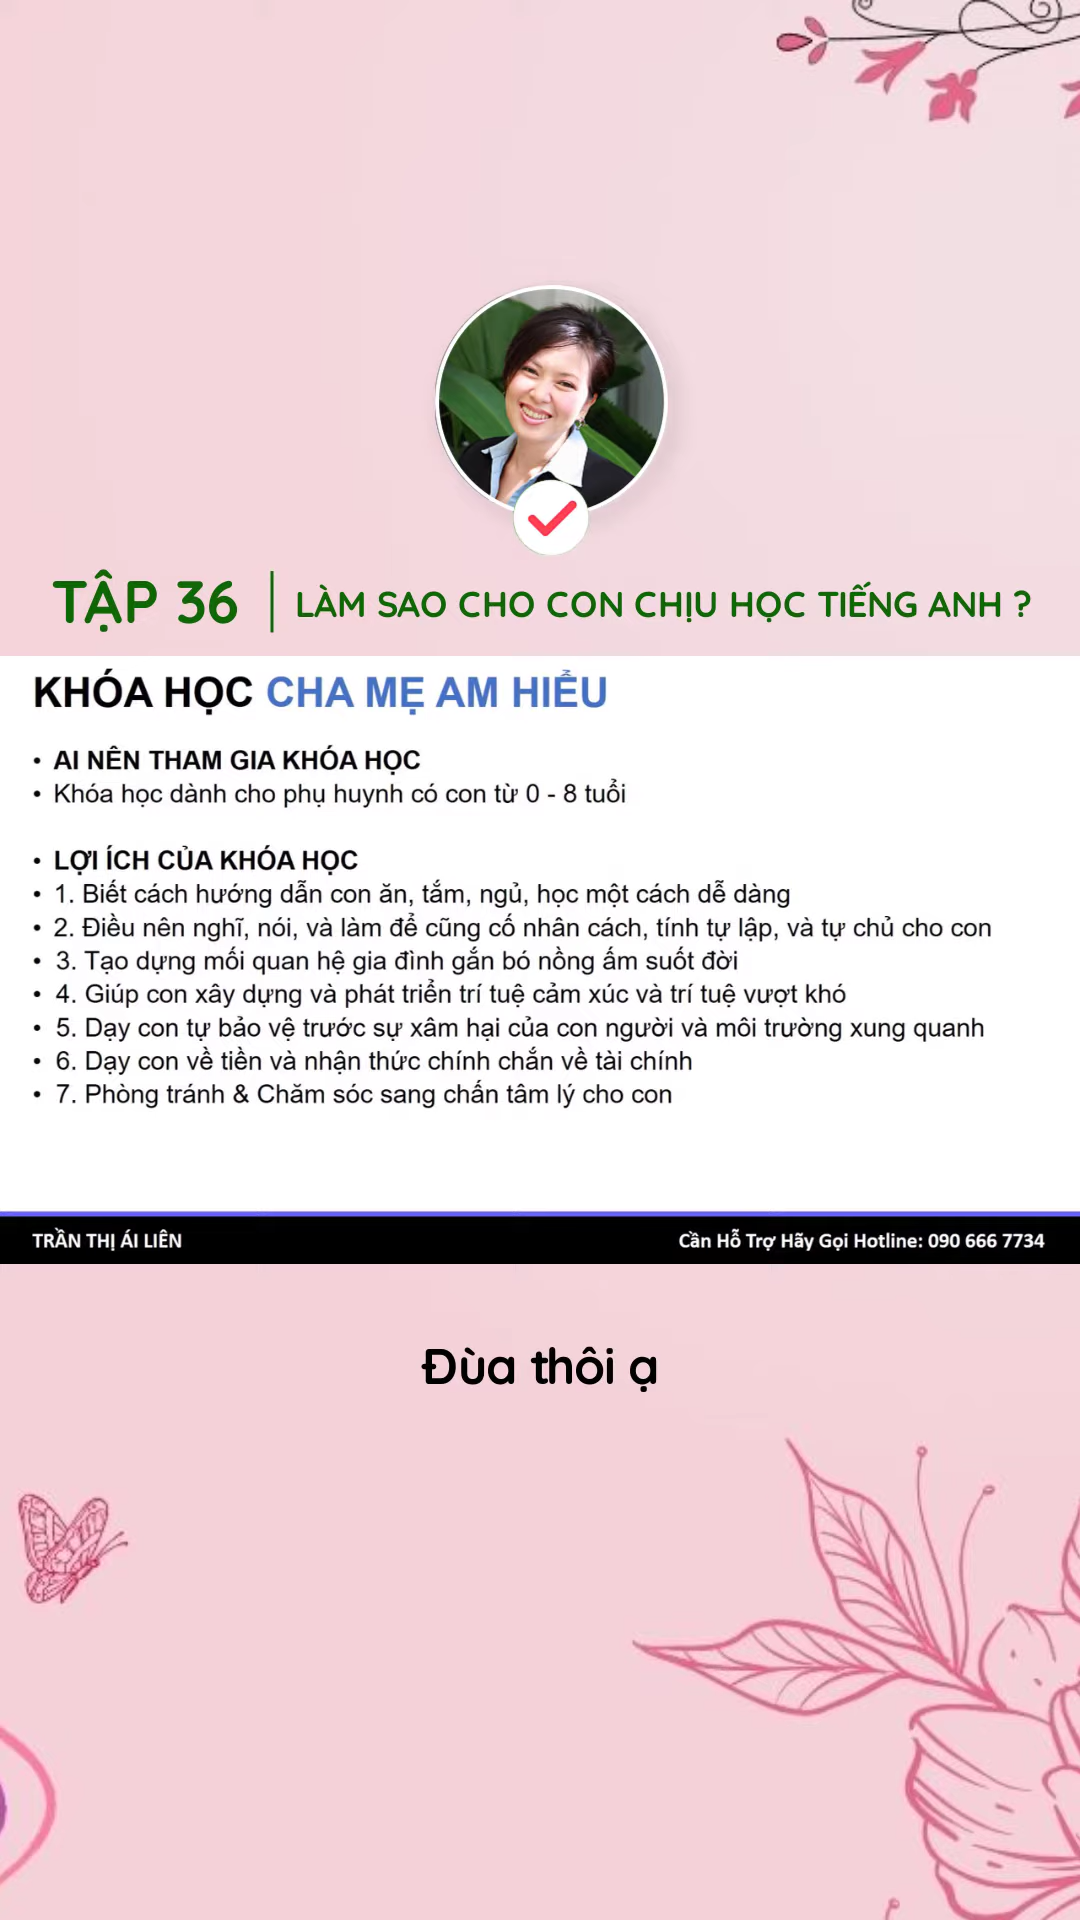 TẬP 36 | LÀM SAO CHO CON CHỊU HỌC TIẾNG ANH ?
KHÓA HỌC CHA MẸ AM HIỂU
• AI NÊN THAM GIA KHÓA HỌC
• Khóa học dành cho phụ huynh có con từ 0 - 8 tuổi
• LỢI ÍCH CỦA KHÓA HỌC
• 1. Biết cách hướng dẫn con ăn, tắm, ngủ, học một cách dễ dàng
• 2. Điều nên nghĩ, nói, và làm để cũng cố nhân cách, tính tự lập, và tự chủ cho con
• 3. Tạo dựng mối quan hệ gia đình gắn bó nồng ấm suốt đời
• 4. Giúp con xây dựng và phát triển trí tuệ cảm xúc và trí tuệ vượt khó
• 5. Dạy con tự bảo vệ trước sự xâm hại của con người và môi trường xung quanh
• 6. Dạy con về tiền và nhận thức chính chắn về tài chính
• 7. Phòng tránh & Chăm sóc sang chấn tâm lý cho con
TRẦN THỊ ÁI LIÊN
Cần Hỗ Trợ Hãy Gọi Hotline: 090 666 7734
Đùa thôi ạ